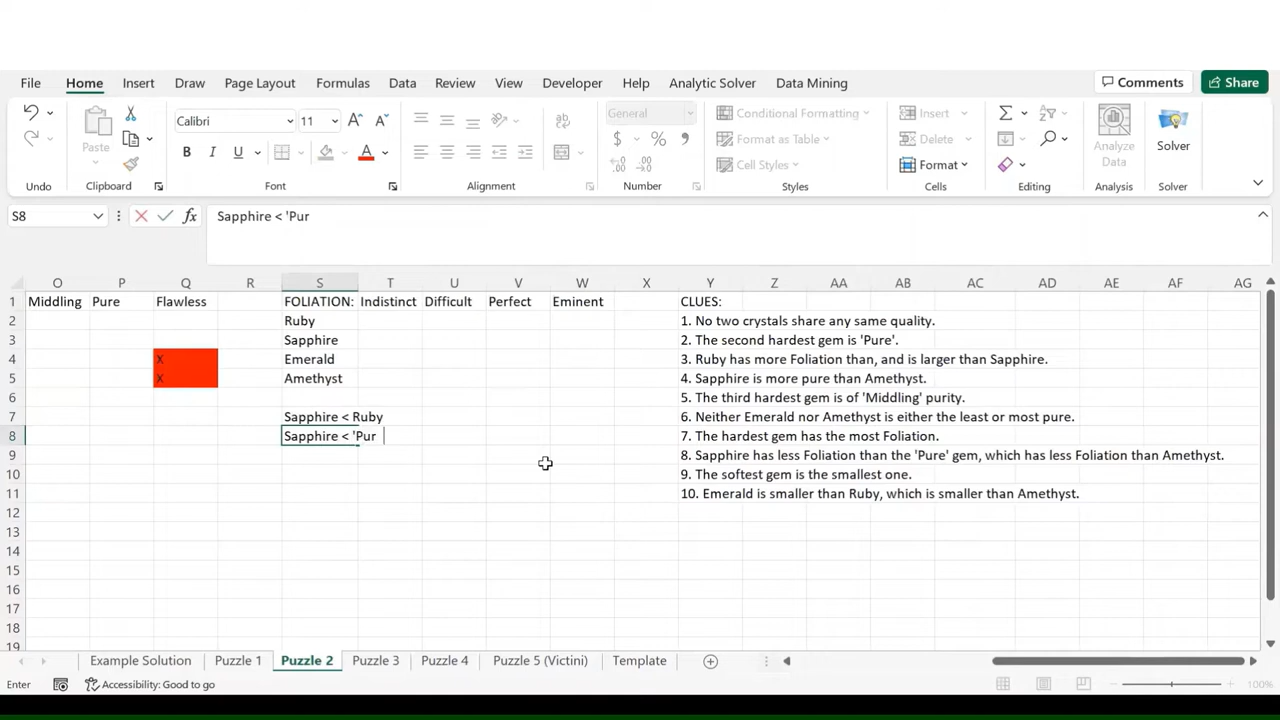 File Home Insert Draw Page Layout Formulas Data Review View Developer Help Analytic Solver Data Mining Comments Share
Calibri 11 General Conditional Formatting Insert
Paste B I U Format as Table Delete Analyze Data Solver
Cell Styles Format
Undo Clipboard Font Alignment Number Styles Cells Editing Analysis Solver
S8 fx Sapphire < 'Pur
O P Q R S T U V W X Y Z AA AB AC AD AE AF AG
1 Middling Pure Flawless FOLIATION: Indistinct Difficult Perfect Eminent CLUES:
2 Ruby 1. No two crystals share any same quality.
3 Sapphire 2. The second hardest gem is 'Pure'.
4 X Emerald 3. Ruby has more Foliation than, and is larger than Sapphire.
5 X Amethyst 4. Sapphire is more pure than Amethyst.
6 5. The third hardest gem is of 'Middling' purity.
7 Sapphire < Ruby 6. Neither Emerald nor Amethyst is either the least or most pure.
8 Sapphire < 'Pur 7. The hardest gem has the most Foliation.
9 8. Sapphire has less Foliation than the 'Pure' gem, which has less Foliation than Amethyst.
10 9. The softest gem is the smallest one.
11 10. Emerald is smaller than Ruby, which is smaller than Amethyst.
12
13
14
15
16
17
18
19
Example Solution Puzzle 1 Puzzle 2 Puzzle 3 Puzzle 4 Puzzle 5 (Victini) Template
Enter Accessibility: Good to go 100%